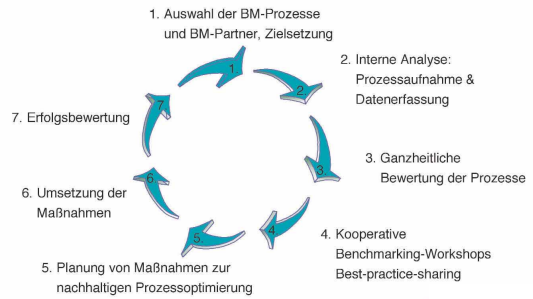 1. Auswahl der BM-Prozesse
und BM-Partner, Zielsetzung
2. Interne Analyse:
Prozessaufnahme &
Datenerfassung
3. Ganzheitliche
Bewertung der Prozesse
4. Kooperative
Benchmarking-Workshops
Best-practice-sharing
5. Planung von Maßnahmen zur
nachhaltigen Prozessoptimierung
6. Umsetzung der
Maßnahmen
7. Erfolgsbewertung
1.
2
3.
4
5.
6
7